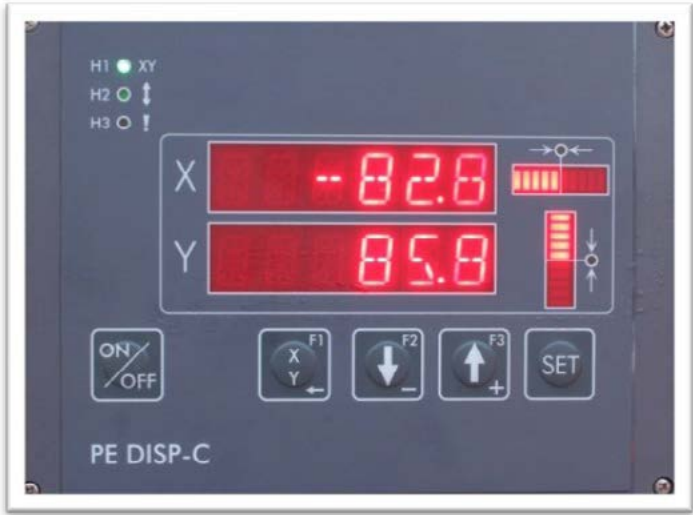 H1 XY
H2
H3 !
X -82.8
Y 85.8
ON/OFF
X Y F1
F2 -
F3 +
SET
PE DISP-C